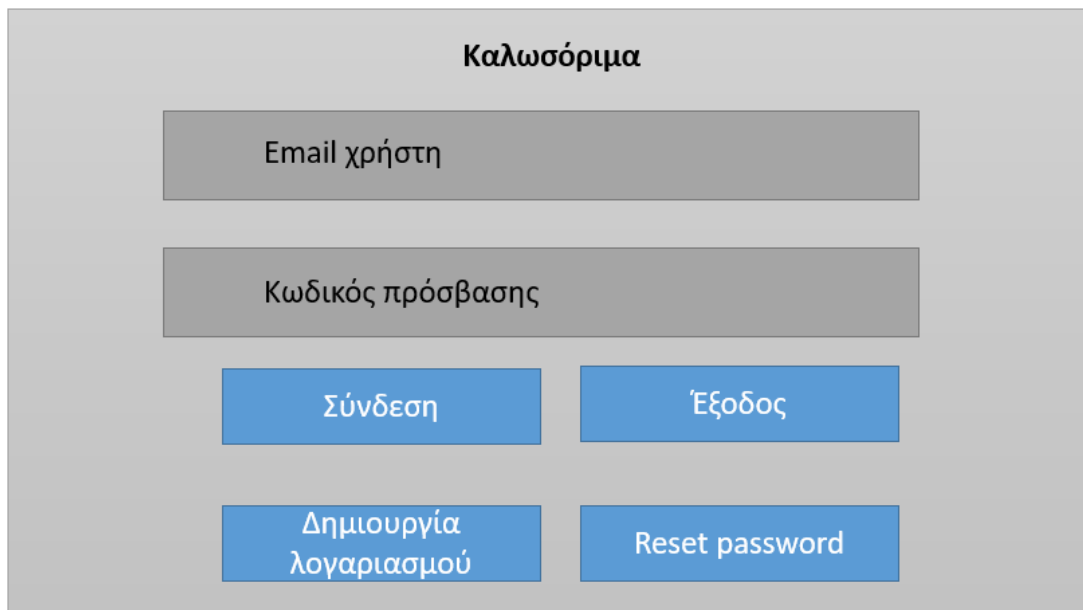 Καλωσόριμα
Email χρήστη
Κωδικός πρόσβασης
Σύνδεση
Έξοδος
Δημιουργία
λογαριασμού
Reset password